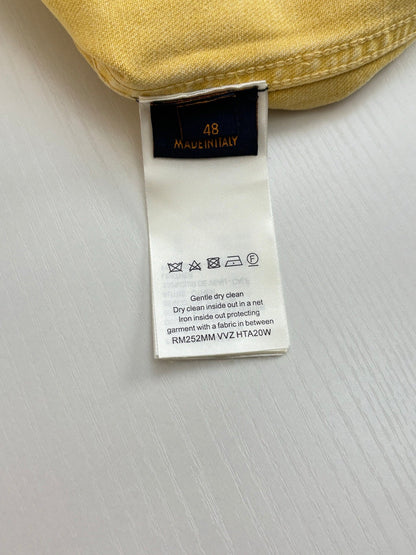 48
MADE IN ITALY
Gentle dry clean
Dry clean inside out in a net
Iron inside out protecting
garment with a fabric in between
RM252MM VVZ HTA20W